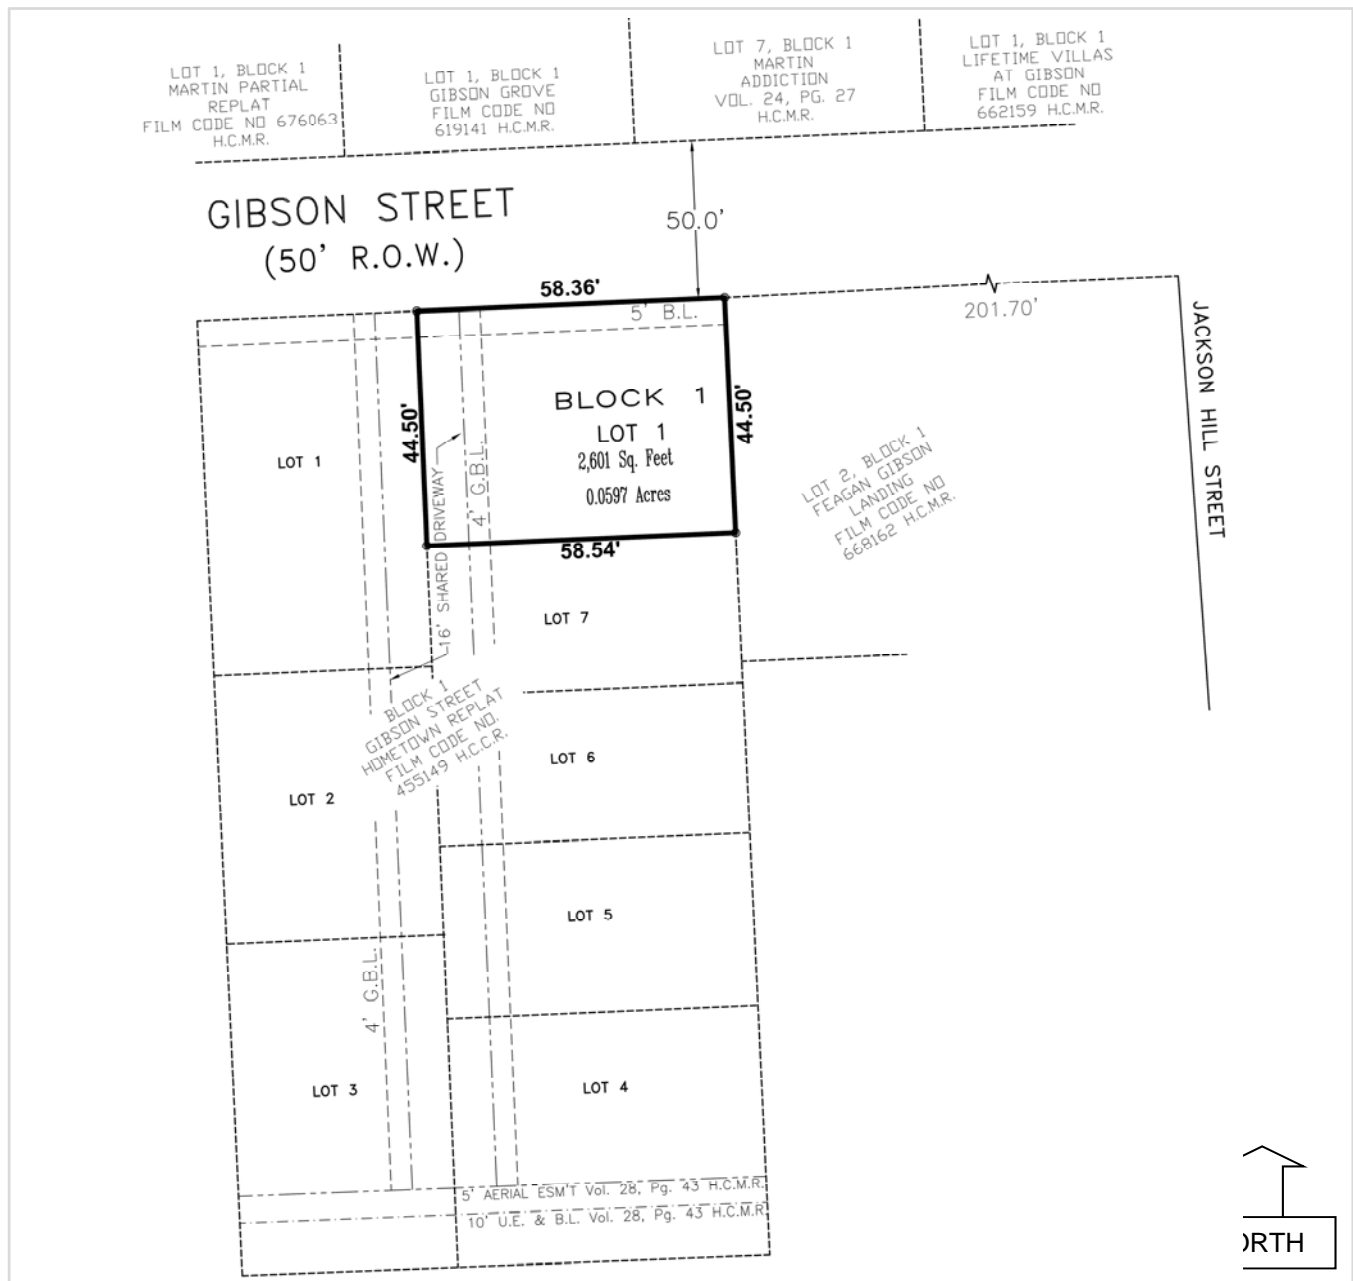 LOT 1, BLOCK 1
MARTIN PARTIAL
REPLAT
FILM CODE NO 676063
H.C.M.R.
LOT 1, BLOCK 1
GIBSON GROVE
FILM CODE NO
619141 H.C.M.R.
LOT 7, BLOCK 1
MARTIN
ADDICTION
VOL. 24, PG. 27
H.C.M.R.
LOT 1, BLOCK 1
LIFETIME VILLAS
AT GIBSON
FILM CODE NO
662159 H.C.M.R.
GIBSON STREET
(50' R.O.W.)
50.0'
58.36'
5' B.L.
201.70'
JACKSON HILL STREET
44.50'
BLOCK 1
LOT 1
2,601 Sq. Feet
0.0597 Acres
44.50'
4' G.B.L.
16' SHARED DRIVEWAY
58.54'
LOT 1
LOT 2, BLOCK 1
FEAGAN GIBSON
LANDING
FILM CODE NO
668162 H.C.M.R.
LOT 7
BLOCK 1
GIBSON STREET
HOMETOWN REPLAT
FILM CODE NO.
455149 H.C.C.R.
LOT 6
LOT 2
LOT 5
4' G.B.L.
LOT 3
LOT 4
5' AERIAL ESM'T Vol. 28, Pg. 43 H.C.M.R.
10' U.E. & B.L. Vol. 28, Pg. 43 H.C.M.R
ORTH